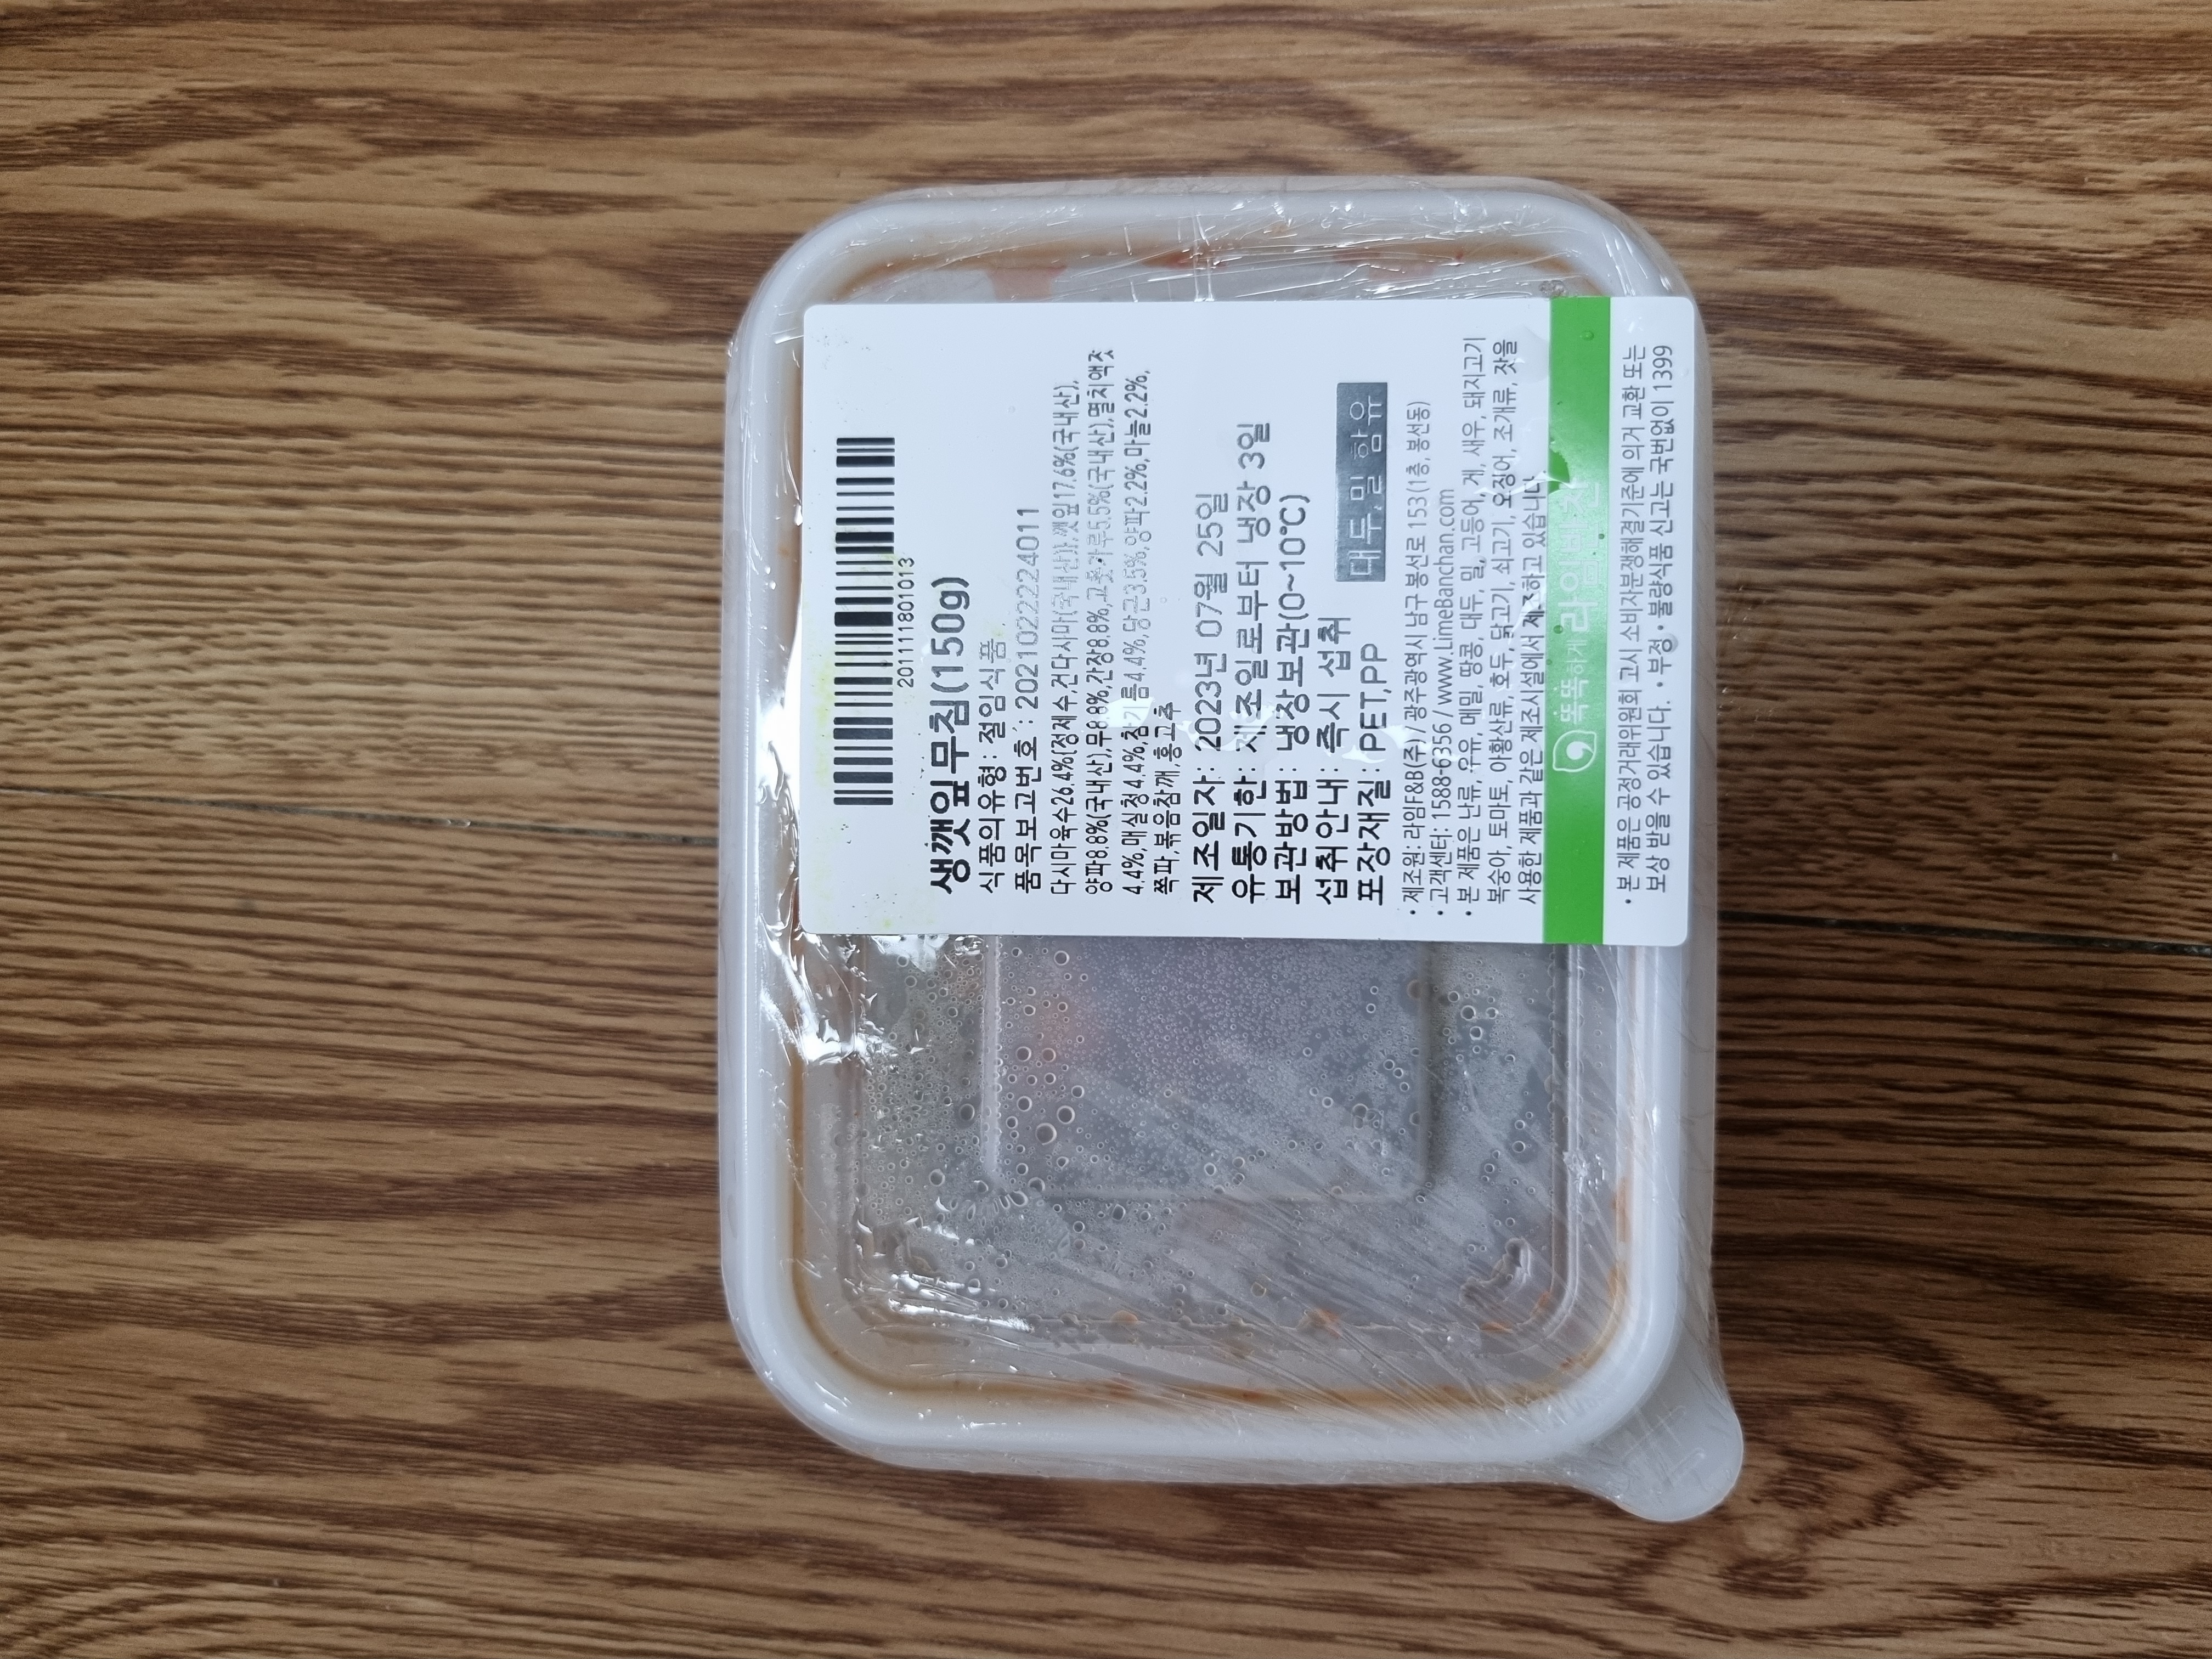 201111801013
생깻잎무침(150g)
식품의유형: 절임식품
품목보고번호 : 20210222224011
다시마육수26.4%(정제수,건다시마(국내산)),깻잎17.6%(국내산),
양파8.8%(국내산),무8.8%,간장8.8%,고춧가루5.5%(국내산),멸치액젓
4.4%,매실청4.4%,참기름4.4%,당근3.5%,양파2.2%,마늘2.2%,
쪽파,볶음참깨,홍고추
제조일자: 2023년 07월 25일
유통기한: 제조일로부터 냉장 3일
보관방법: 냉장보관(0~10℃)
섭취안내 즉시 섭취
포장재질: PET,PP
대두,밀 함유
• 제조원: 라임F&B(주) / 광주광역시 남구 봉선로 153 (1층, 봉선동)
• 고객센터: 1588-6356 / www.LimeBanchan.com
• 본 제품은 난류, 우유, 메밀, 땅콩, 대두, 밀, 고등어, 게, 새우, 돼지고기
복숭아, 토마토, 아황산류, 호두, 닭고기, 쇠고기, 오징어, 조개류, 잣을
사용한 제품과 같은 제조시설에서 제조하고 있습니다.
똑똑하게 라임반찬
• 본 제품은 공정거래위원회 고시 소비자분쟁해결기준에 의거 교환 또는
보상 받을 수 있습니다. • 부정 • 불량식품 신고는 국번없이 1399